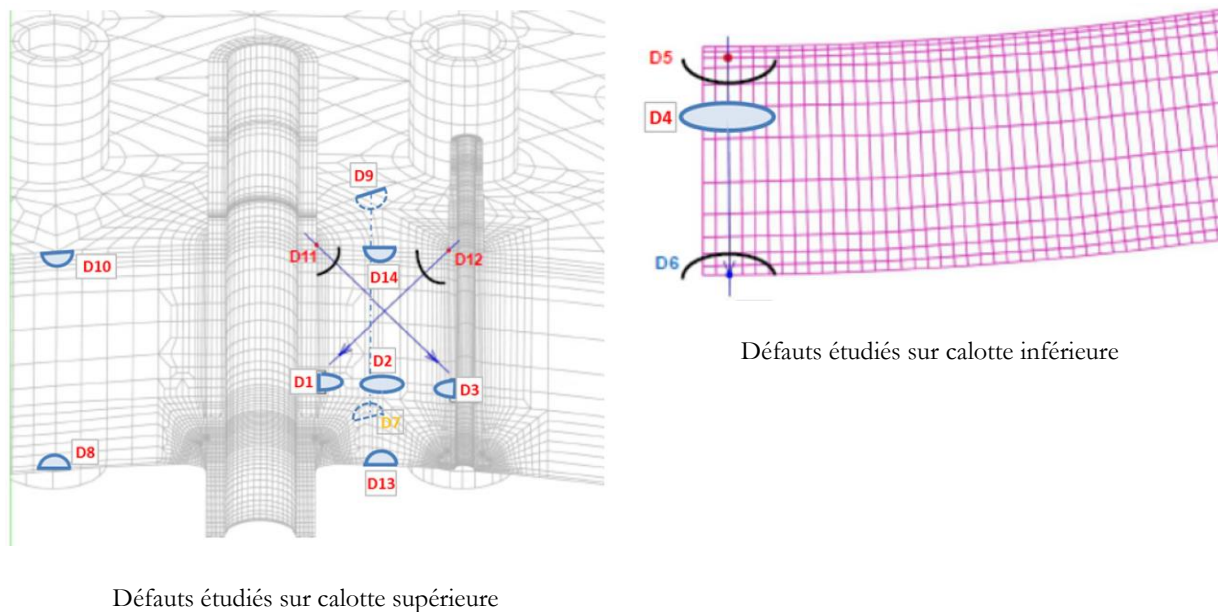 D9
D11
D12
D14
D10
D2
D1
D3
D7
D8
D13
Défauts étudiés sur calotte supérieure
D5
D4
D6
Défauts étudiés sur calotte inférieure